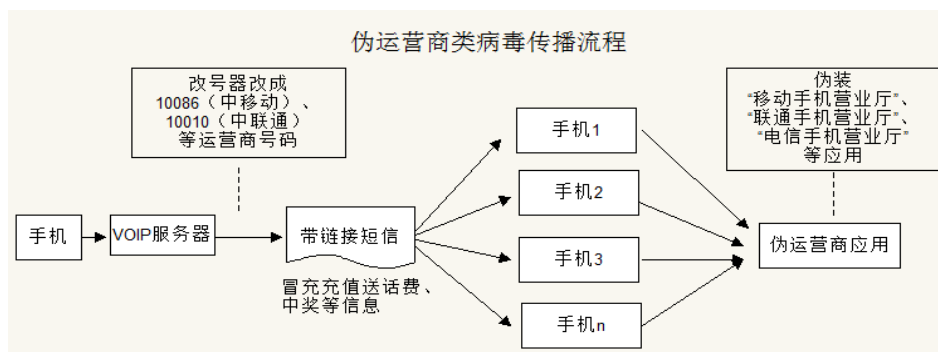 伪运营商类病毒传播流程
改号器改成
10086（中移动）、
10010（中联通）
等运营商号码
伪装
“移动手机营业厅”、
“联通手机营业厅”、
“电信手机营业厅”
等应用
手机
VOIP服务器
带链接短信
冒充充值送话费、
中奖等信息
手机1
手机2
手机3
手机n
伪运营商应用